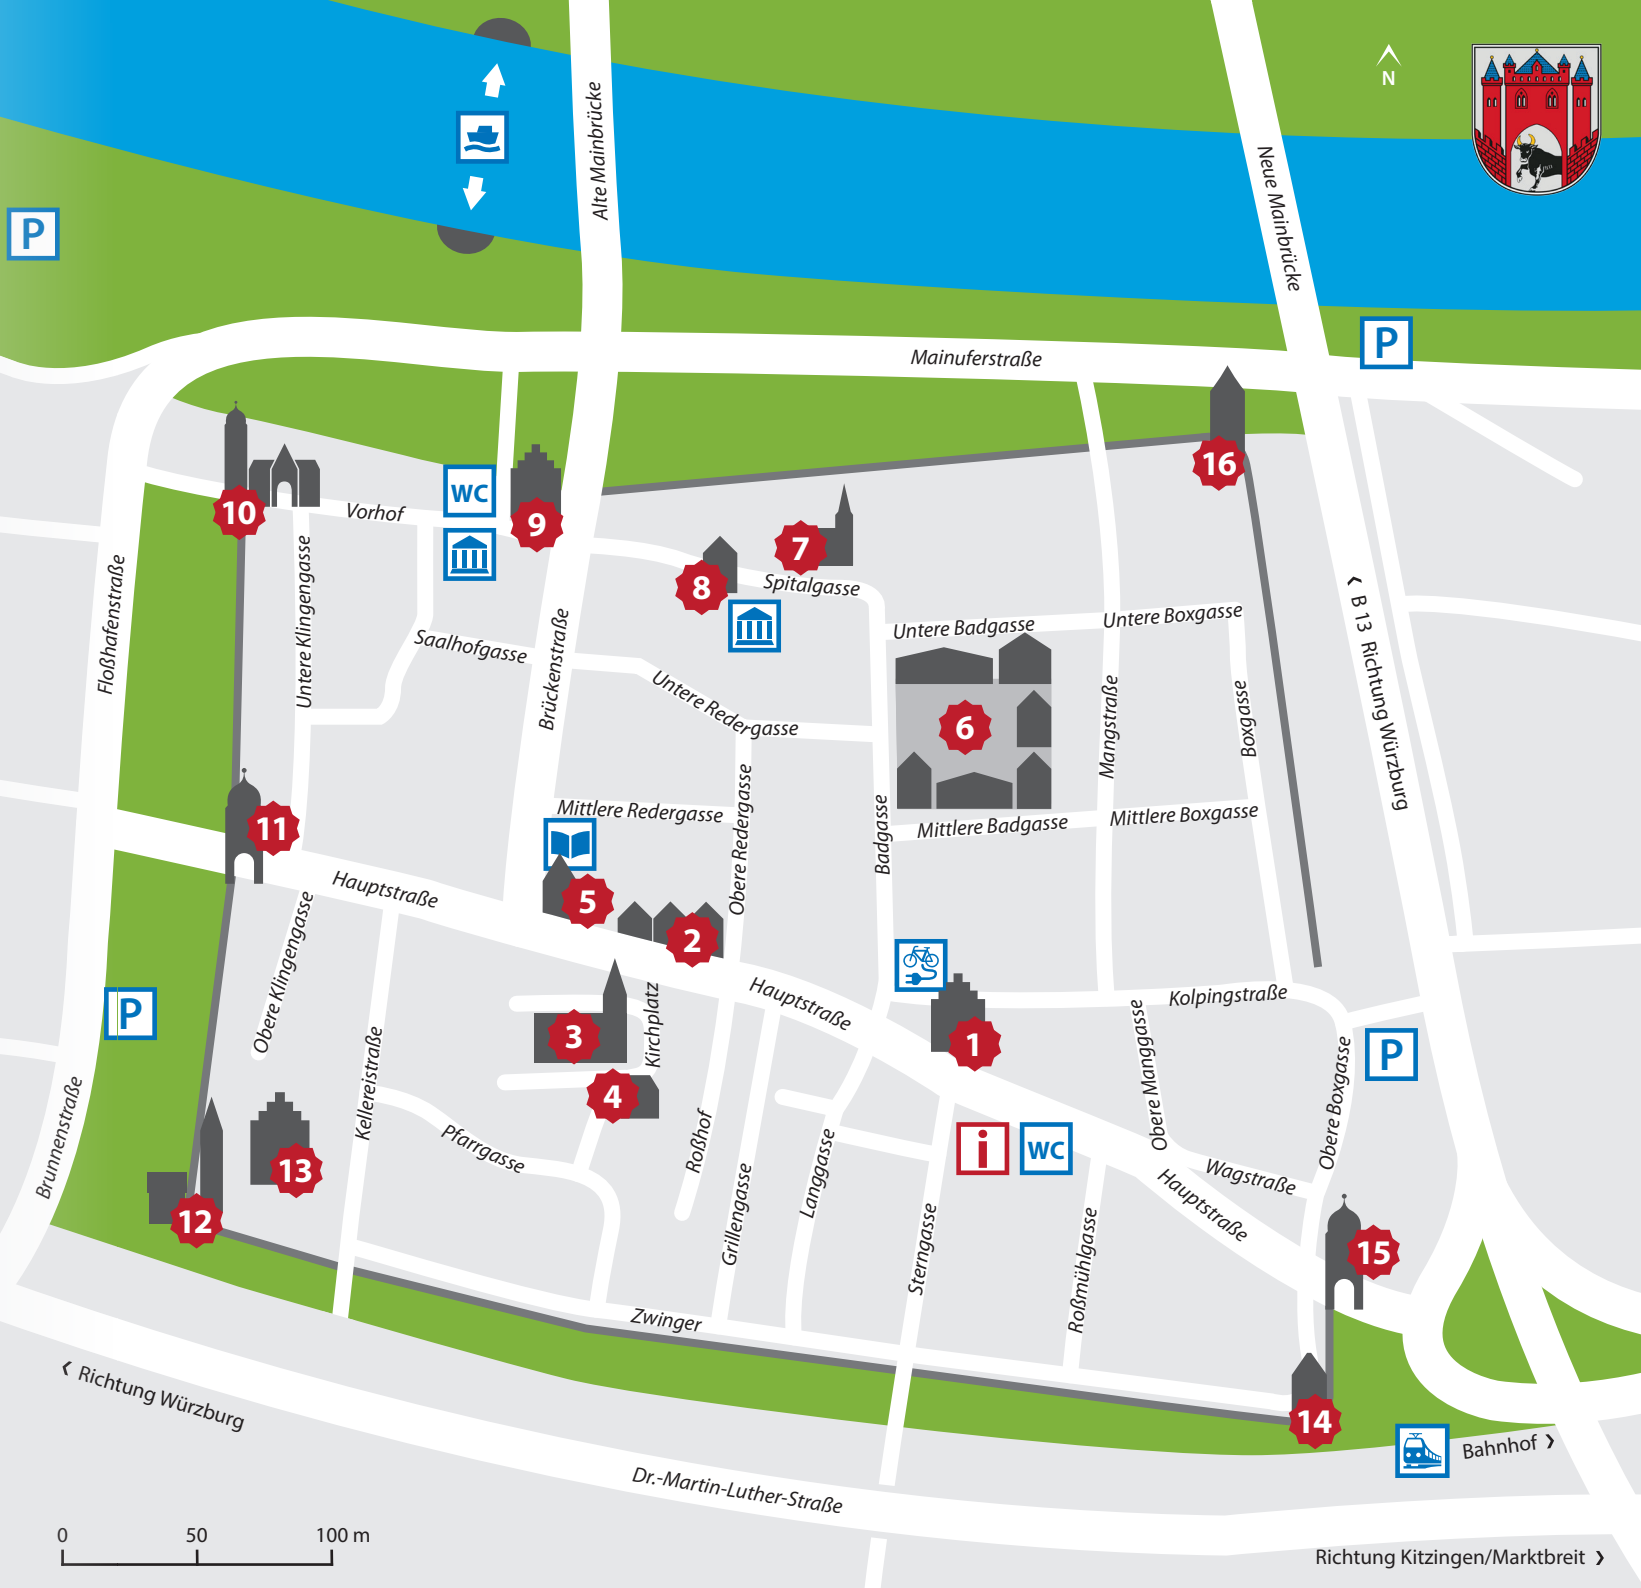 N
Alte Mainbrücke
Neue Mainbrücke
P
P
Mainuferstraße
16
WC
10
Vorhof
9
7
8
Spitalgasse
Floßhafenstraße
Untere Klingengasse
Saalhofgasse
Brückenstraße
Untere Badgasse
Untere Boxgasse
‹ B 13 Richtung Würzburg
Untere Redergasse
6
Mangstraße
Boxgasse
11
Mittlere Redergasse
Obere Redergasse
Badgasse
Mittlere Badgasse
Mittlere Boxgasse
Hauptstraße
5
2
Obere Klingengasse
P
Hauptstraße
Kolpingstraße
3
Kirchplatz
1
P
Obere Manggasse
Obere Boxgasse
Brunnenstraße
Kellereistraße
4
Pfarrgasse
Roßhof
i
WC
13
12
Langgasse
Grillengasse
Sterngasse
Roßmühlgasse
Wagstraße
Hauptstraße
15
Zwinger
14
‹ Richtung Würzburg
Bahnhof ›
Dr.-Martin-Luther-Straße
0 50 100 m
Richtung Kitzingen/Marktbreit ›